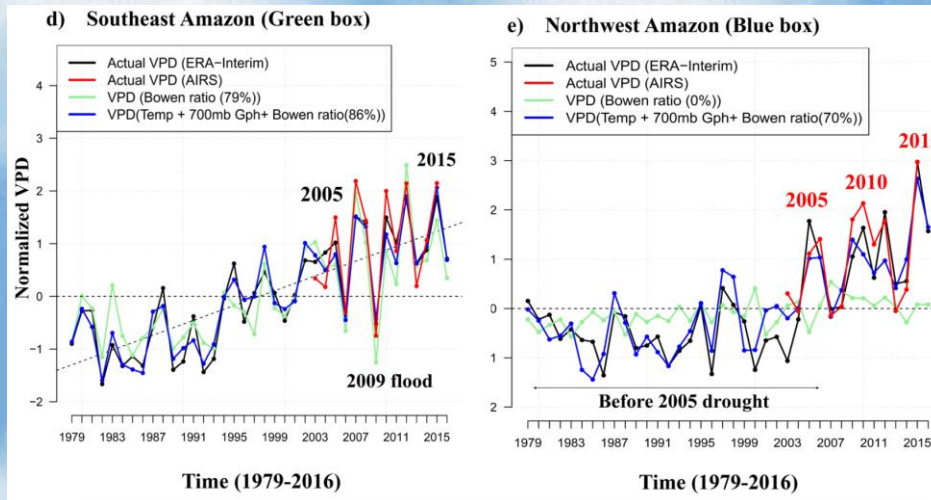 d) Southeast Amazon (Green box)
Actual VPD (ERA−Interim)
Actual VPD (AIRS)
VPD (Bowen ratio (79%))
VPD(Temp + 700mb Gph+ Bowen ratio(86%))
2005
2015
2009 flood
Normalized VPD
4
3
2
1
0
−1
−2
1979 1983 1987 1991 1995 1999 2003 2007 2011 2015
Time (1979-2016)
e) Northwest Amazon (Blue box)
Actual VPD (ERA−Interim)
Actual VPD (AIRS)
VPD (Bowen ratio (0%))
VPD(Temp + 700mb Gph+ Bowen ratio(70%))
2005
2010
201
Before 2005 drought
5
4
3
2
1
0
1
2
1979 1983 1987 1991 1995 1999 2003 2007 2011 2015
Time (1979-2016)